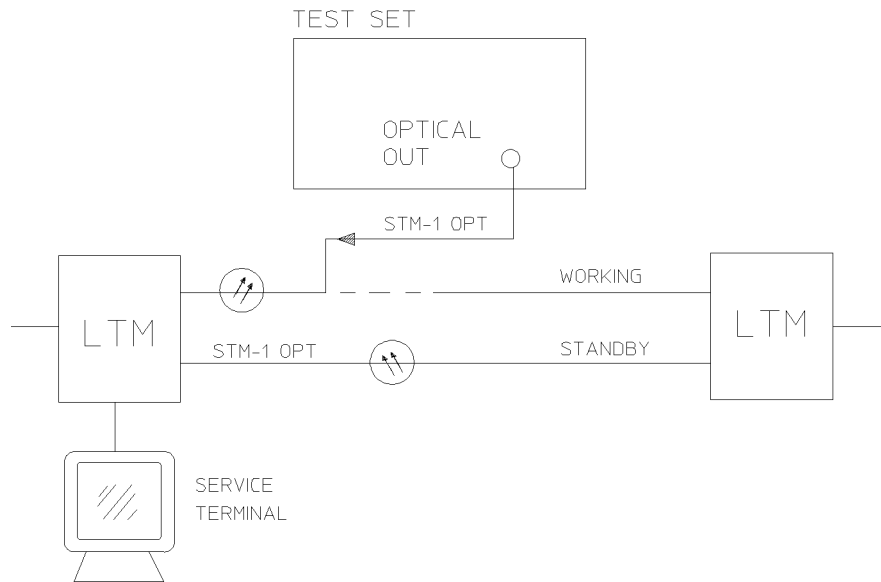 TEST SET
OPTICAL
OUT
STM-1 OPT
WORKING
LTM
LTM
STM-1 OPT
STANDBY
SERVICE
TERMINAL